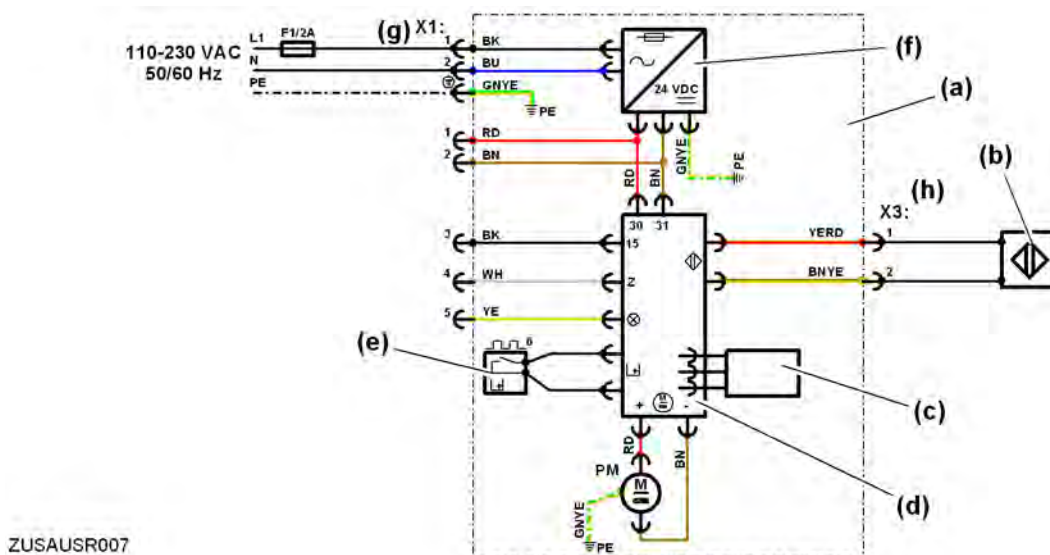 L1 F1/2A (g) X1: 1 BK
110-230 VAC
50/60 Hz
N 2 BU
PE GNYE PE
24 VDC
(f)
(a)
1 RD
2 BN
RD BN GNYE PE
(b)
(h)
X3:
30 31
3 BK 15 YERD 1
4 WH Z BNYE 2
5 YE
(e) 6
(c)
+ M -
(d)
RD BN
PM M
GNYE PE
ZUSAUSR007